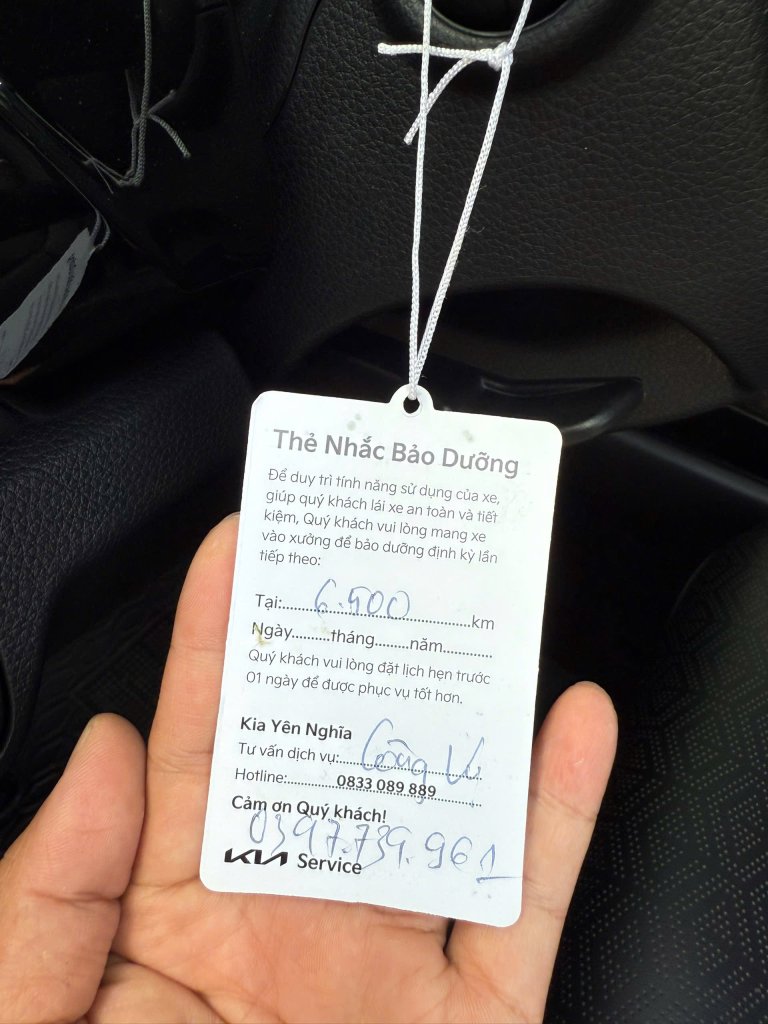 Thẻ Nhắc Bảo Dưỡng
Để duy trì tính năng sử dụng của xe,
giúp quý khách lái xe an toàn và tiết
kiệm, Quý khách vui lòng mang xe
vào xưởng để bảo dưỡng định kỳ lần
tiếp theo:
Tại:........6.500........km
Ngày..........tháng.........năm.............
Quý khách vui lòng đặt lịch hẹn trước
01 ngày để được phục vụ tốt hơn.
Kia Yên Nghĩa
Tư vấn dịch vụ:....Công....
Hotline:............0833 089 889............
Cảm ơn Quý khách!
0397.739.961
KIA Service